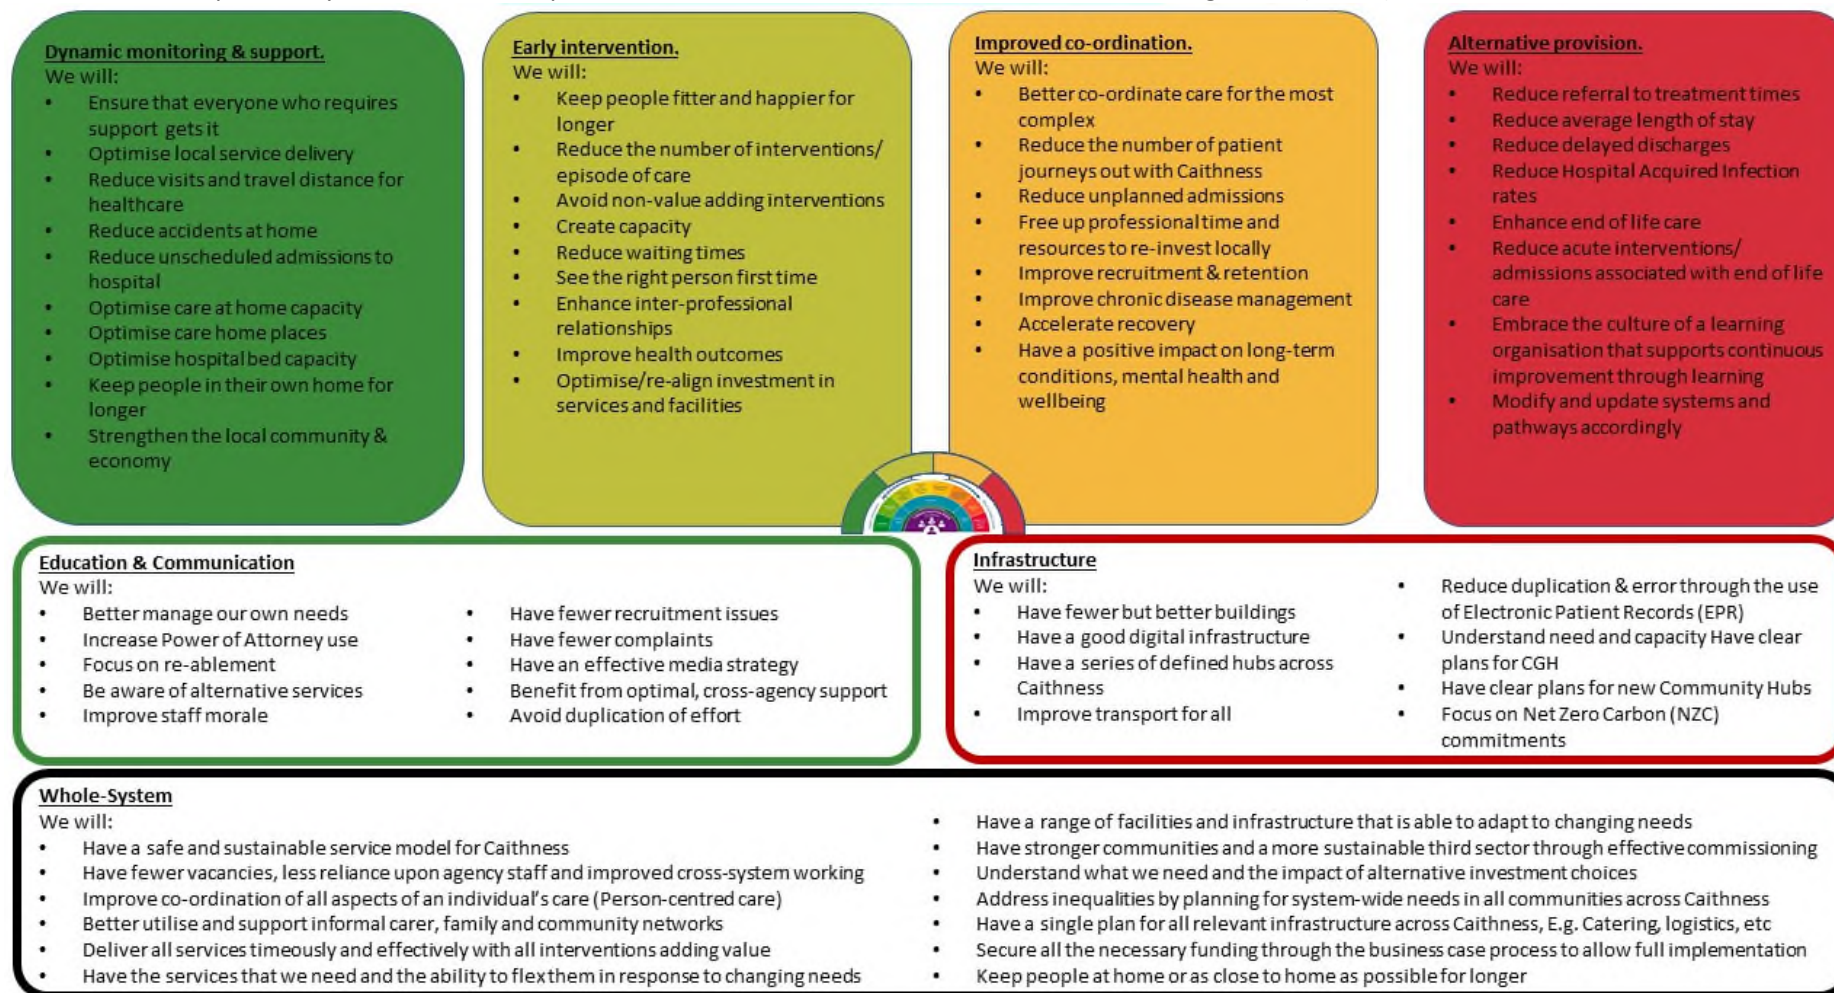 Dynamic monitoring & support.
We will:
• Ensure that everyone who requires
support gets it
• Optimise local service delivery
• Reduce visits and travel distance for
healthcare
• Reduce accidents at home
• Reduce unscheduled admissions to
hospital
• Optimise care at home capacity
• Optimise care home places
• Optimise hospital bed capacity
• Keep people in their own home for
longer
• Strengthen the local community &
economy
Early intervention.
We will:
• Keep people fitter and happier for
longer
• Reduce the number of interventions/
episode of care
• Avoid non-value adding interventions
• Create capacity
• Reduce waiting times
• See the right person first time
• Enhance inter-professional
relationships
• Improve health outcomes
• Optimise/re-align investment in
services and facilities
Improved co-ordination.
We will:
• Better co-ordinate care for the most
complex
• Reduce the number of patient
journeys out with Caithness
• Reduce unplanned admissions
• Free up professional time and
resources to re-invest locally
• Improve recruitment & retention
• Improve chronic disease management
• Accelerate recovery
• Have a positive impact on long-term
conditions, mental health and
wellbeing
Alternative provision.
We will:
• Reduce referral to treatment times
• Reduce average length of stay
• Reduce delayed discharges
• Reduce Hospital Acquired Infection
rates
• Enhance end of life care
• Reduce acute interventions/
admissions associated with end of life
care
• Embrace the culture of a learning
organisation that supports continuous
improvement through learning
• Modify and update systems and
pathways accordingly
Education & Communication
We will:
• Better manage our own needs
• Increase Power of Attorney use
• Focus on re-ablement
• Be aware of alternative services
• Improve staff morale
• Have fewer recruitment issues
• Have fewer complaints
• Have an effective media strategy
• Benefit from optimal, cross-agency support
• Avoid duplication of effort
Infrastructure
We will:
• Have fewer but better buildings
• Have a good digital infrastructure
• Have a series of defined hubs across
Caithness
• Improve transport for all
• Reduce duplication & error through the use
of Electronic Patient Records (EPR)
• Understand need and capacity Have clear
plans for CGH
• Have clear plans for new Community Hubs
• Focus on Net Zero Carbon (NZC)
commitments
Whole-System
We will:
• Have a safe and sustainable service model for Caithness
• Have fewer vacancies, less reliance upon agency staff and improved cross-system working
• Improve co-ordination of all aspects of an individual's care (Person-centred care)
• Better utilise and support informal carer, family and community networks
• Deliver all services timeously and effectively with all interventions adding value
• Have the services that we need and the ability to flex them in response to changing needs
• Have a range of facilities and infrastructure that is able to adapt to changing needs
• Have stronger communities and a more sustainable third sector through effective commissioning
• Understand what we need and the impact of alternative investment choices
• Address inequalities by planning for system-wide needs in all communities across Caithness
• Have a single plan for all relevant infrastructure across Caithness, E.g. Catering, logistics, etc
• Secure all the necessary funding through the business case process to allow full implementation
• Keep people at home or as close to home as possible for longer